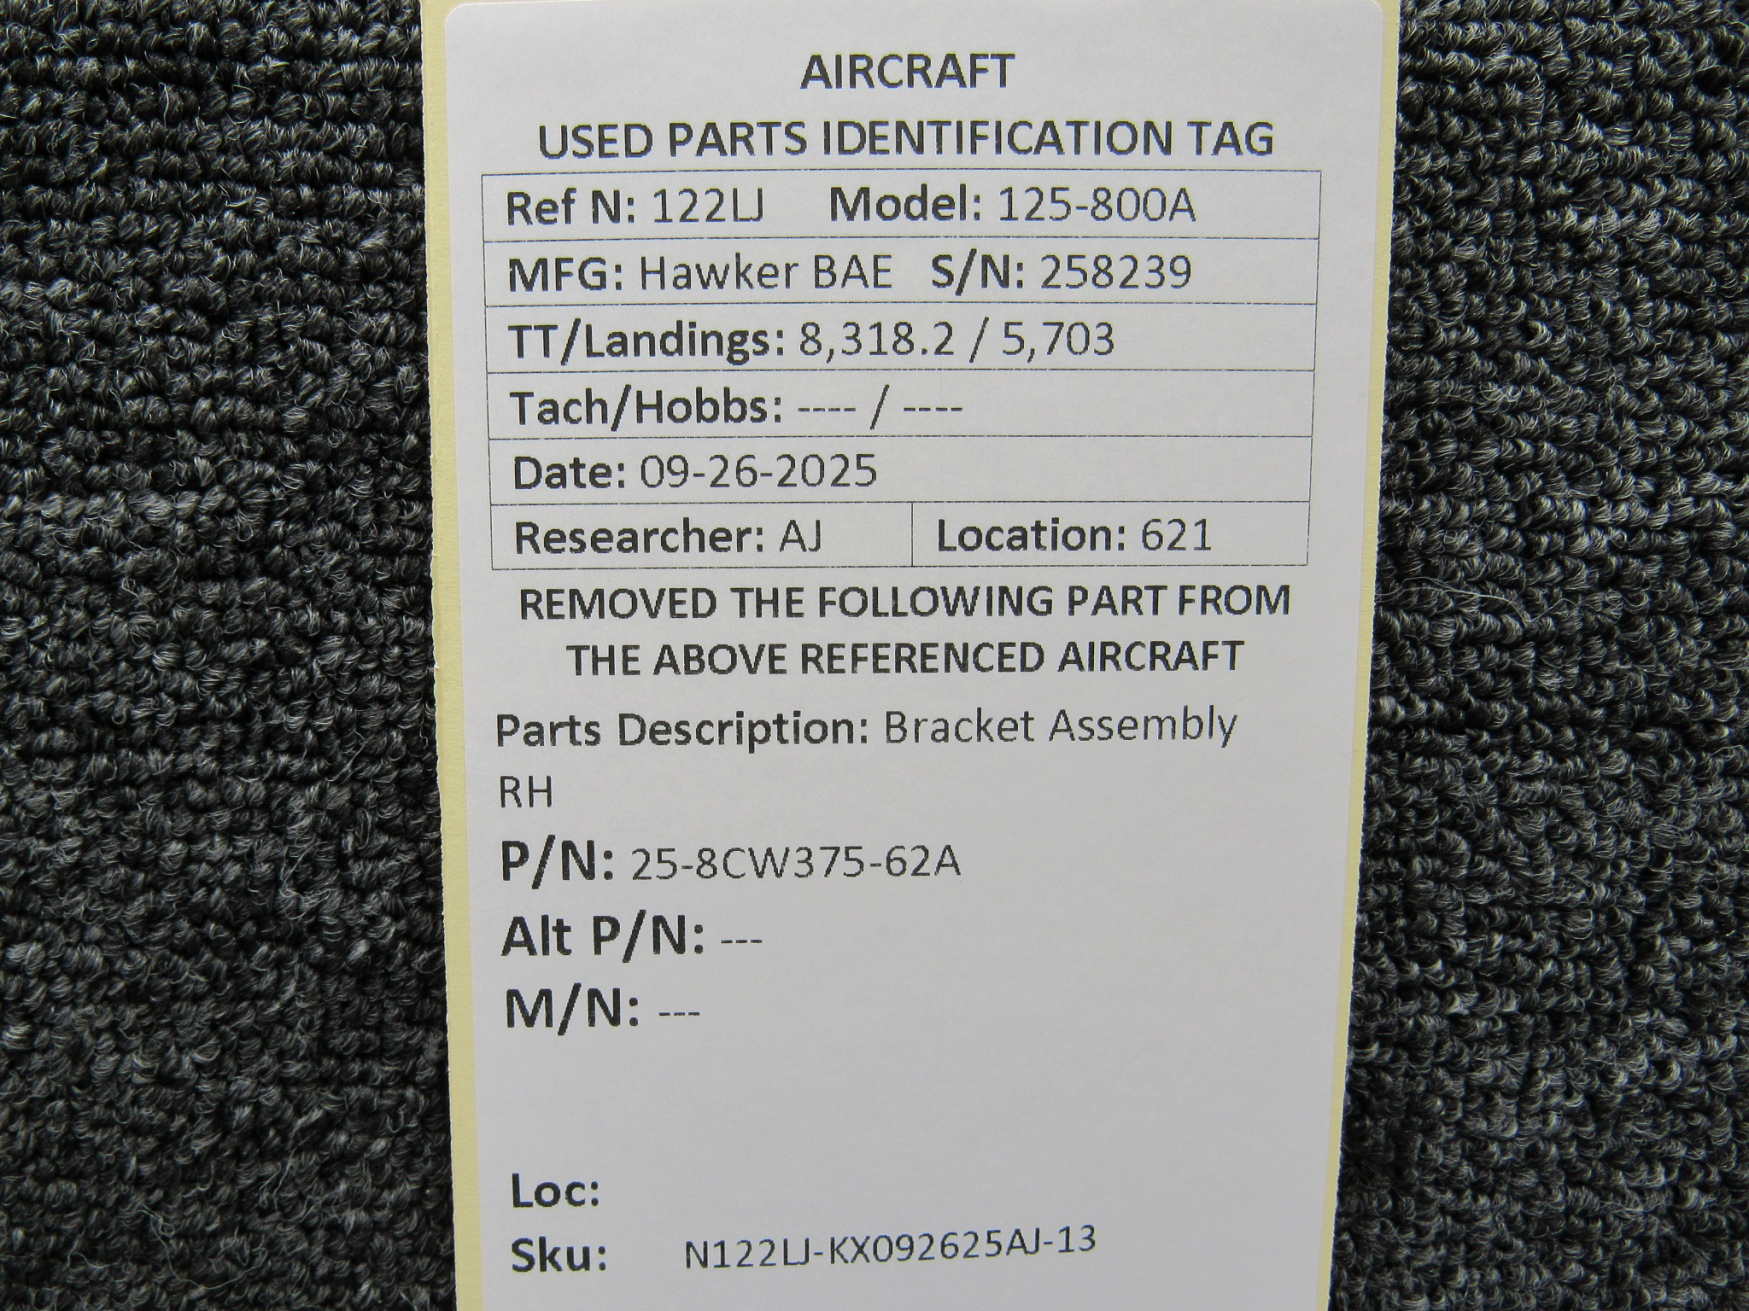 AIRCRAFT
USED PARTS IDENTIFICATION TAG
Ref N: 122LJ Model: 125-800A
MFG: Hawker BAE S/N: 258239
TT/Landings: 8,318.2 / 5,703
Tach/Hobbs: ---- / ----
Date: 09-26-2025
Researcher: AJ Location: 621
REMOVED THE FOLLOWING PART FROM
THE ABOVE REFERENCED AIRCRAFT
Parts Description: Bracket Assembly
RH
P/N: 25-8CW375-62A
Alt P/N: ---
M/N: ---
Loc:
Sku: N122LJ-KX092625AJ-13